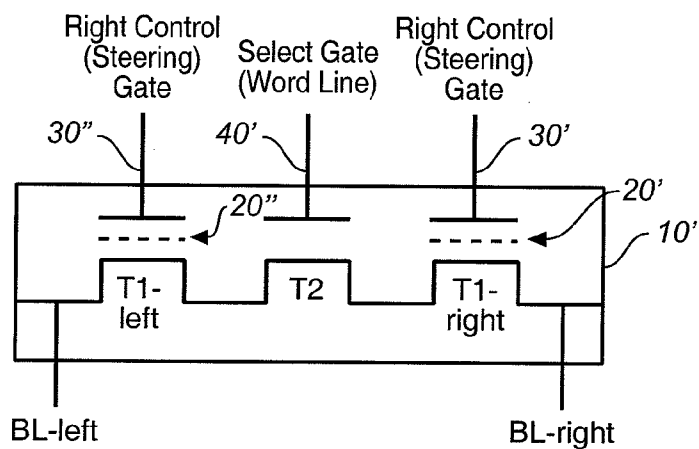 Right Control
(Steering)
Gate
Select Gate
(Word Line)
Right Control
(Steering)
Gate
30”
40’
30’
20”
20’
10’
T1-
left
T2
T1-
right
BL-left
BL-right